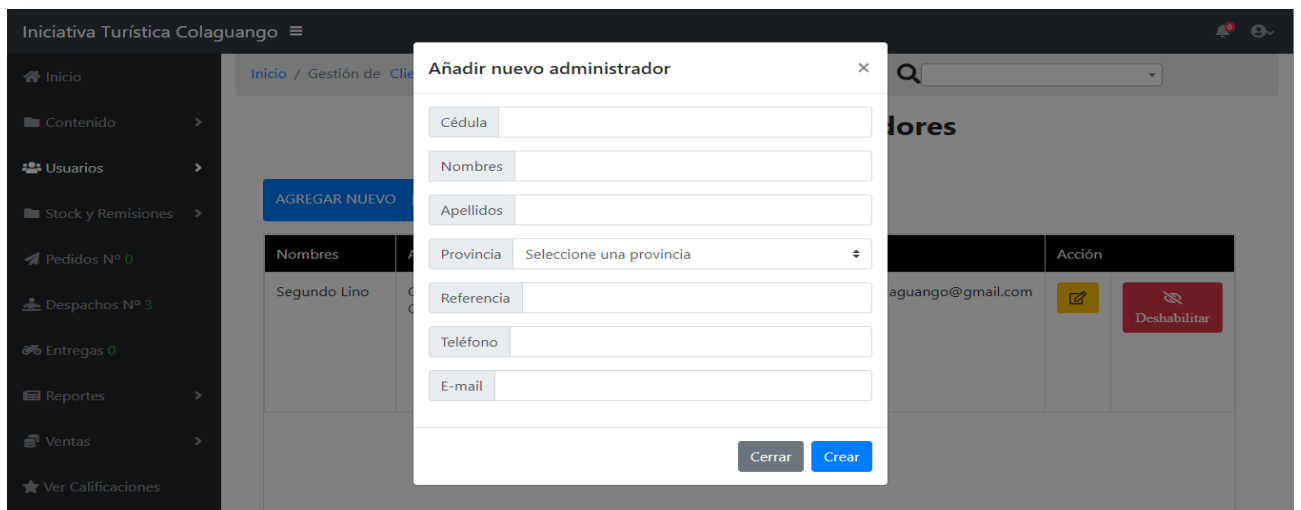 Iniciativa Turística Colaguango
0
Inicio
Contenido
Usuarios
Stock y Remisiones
Pedidos Nº 0
Despachos Nº 3
Entregas 0
Reportes
Ventas
Ver Calificaciones
Inicio / Gestión de
AGREGAR NUEVO
Nombres
Acción
Segundo Lino
aguango@gmail.com
Deshabilitar
Añadir nuevo administrador
×
Cédula
Nombres
Apellidos
Provincia Seleccione una provincia
Referencia
Teléfono
E-mail
Cerrar Crear